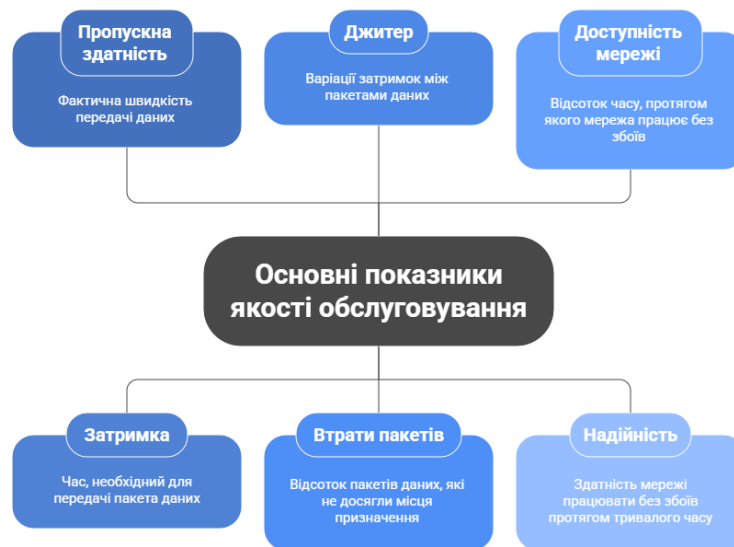 Пропускна
здатність
Фактична швидкість
передачі даних
Джитер
Варіації затримок між
пакетами даних
Доступність
мережі
Відсоток часу, протягом
якого мережа працює без
збоїв
Основні показники
якості обслуговування
Затримка
Час, необхідний для
передачі пакета даних
Втрати пакетів
Відсоток пакетів даних, які
не досягли місця
призначення
Надійність
Здатність мережі
працювати без збоїв
протягом тривалого часу